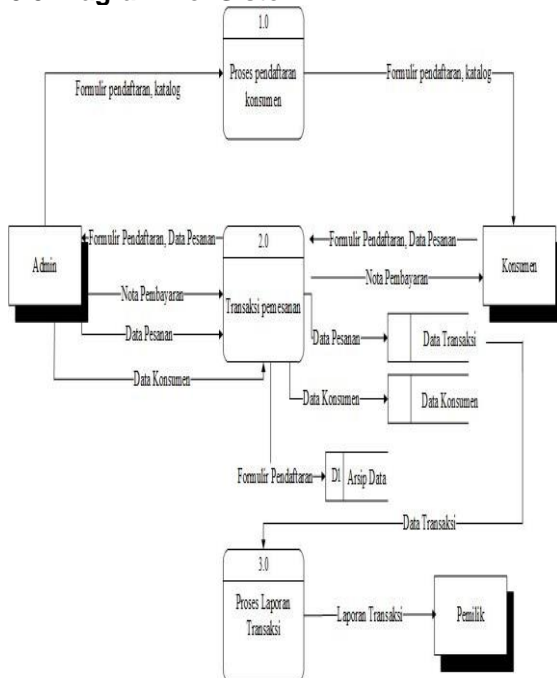 1.0
Proses pendaftaran
konsumen
Formulir pendaftaran, katalog
Formulir pendaftaran, katalog
Admin
Formulir Pendaftaran, Data Pesanan
2.0
Formulir Pendaftaran, Data Pesanan
Konsumen
Nota Pembayaran
Transaksi pemesanan
Nota Pembayaran
Data Pesanan
Data Pesanan
Data Transaksi
Data Konsumen
Data Konsumen
Data Konsumen
Formulir Pendaftaran
D1
Arsip Data
Data Transaksi
3.0
Proses Laporan
Transaksi
Laporan Transaksi
Pemilik